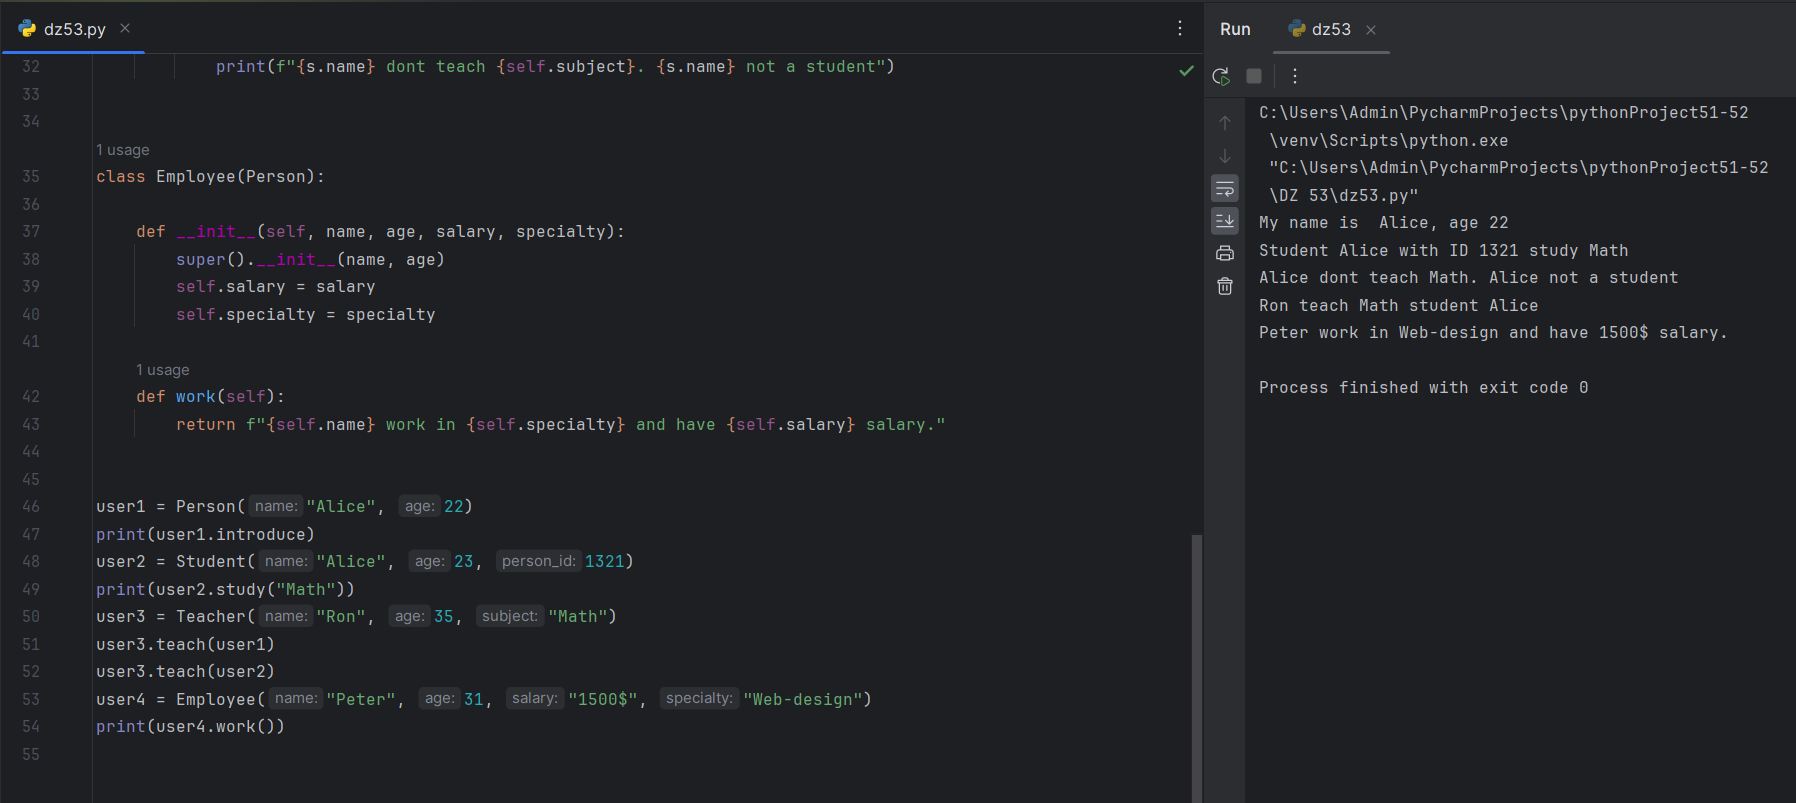 dz53.py
32 print(f"{s.name} dont teach {self.subject}. {s.name} not a student")
33
34
1 usage
35 class Employee(Person):
36
37 def __init__(self, name, age, salary, specialty):
38 super().__init__(name, age)
39 self.salary = salary
40 self.specialty = specialty
41
1 usage
42 def work(self):
43 return f"{self.name} work in {self.specialty} and have {self.salary} salary."
44
45
46 user1 = Person( name: "Alice", age: 22)
47 print(user1.introduce)
48 user2 = Student( name: "Alice", age: 23, person_id: 1321)
49 print(user2.study("Math"))
50 user3 = Teacher( name: "Ron", age: 35, subject: "Math")
51 user3.teach(user1)
52 user3.teach(user2)
53 user4 = Employee( name: "Peter", age: 31, salary: "1500$", specialty: "Web-design")
54 print(user4.work())
55
Run dz53
C:\Users\Admin\PycharmProjects\pythonProject51-52
\venv\Scripts\python.exe
"C:\Users\Admin\PycharmProjects\pythonProject51-52
\DZ 53\dz53.py"
My name is  Alice, age 22
Student Alice with ID 1321 study Math
Alice dont teach Math. Alice not a student
Ron teach Math student Alice
Peter work in Web-design and have 1500$ salary.
Process finished with exit code 0